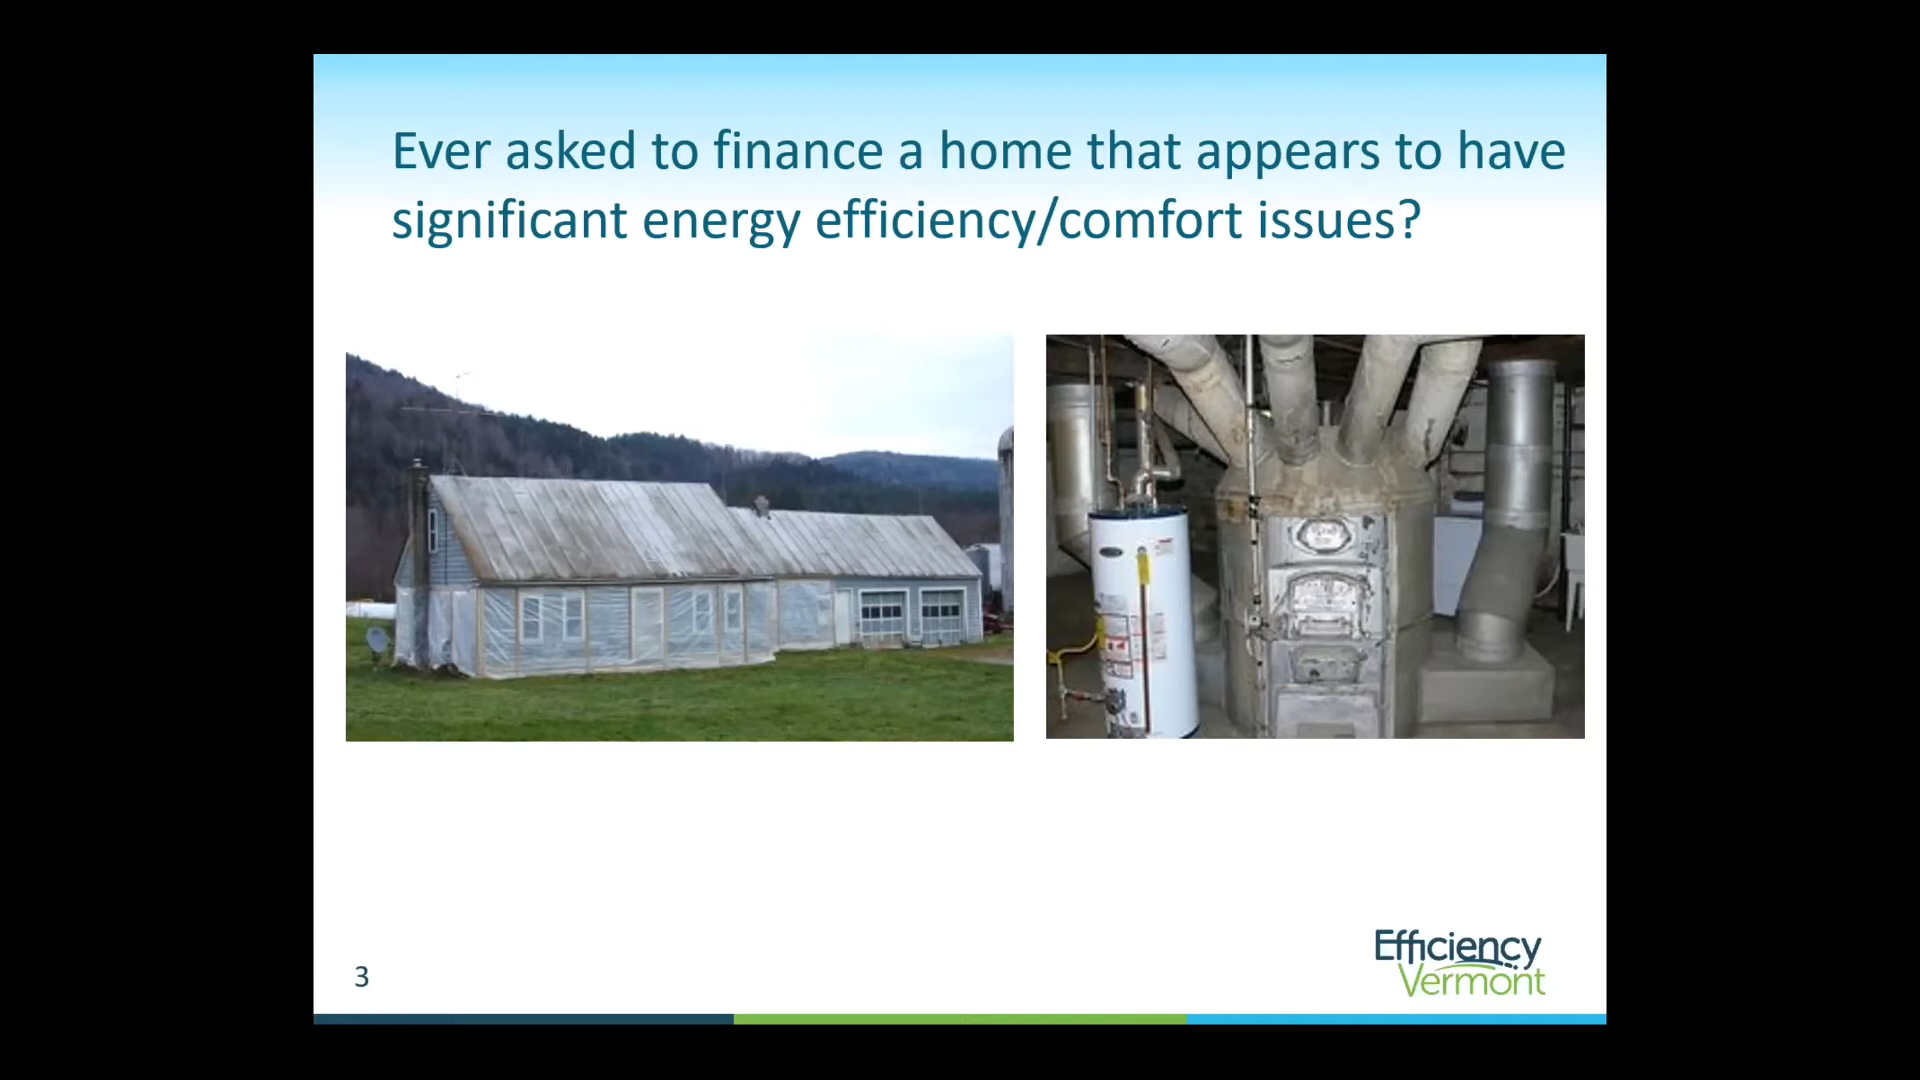 Ever asked to finance a home that appears to have
significant energy efficiency/comfort issues?
3
Efficiency
Vermont